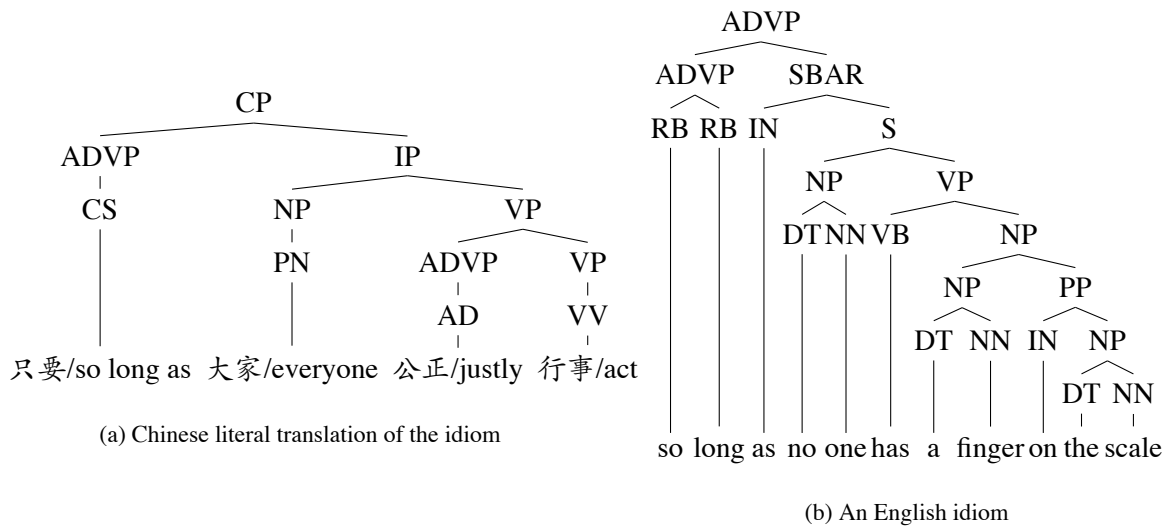 ADVP
ADVP SBAR
CP
RB RB IN S
ADVP IP
NP VP
CS NP VP
DT NN VB NP
PN ADVP VP
NP PP
AD VV
DT NN IN NP
只要/so long as 大家/everyone 公正/justly 行事/act
DT NN
(a) Chinese literal translation of the idiom
so long as no one has a finger on the scale
(b) An English idiom